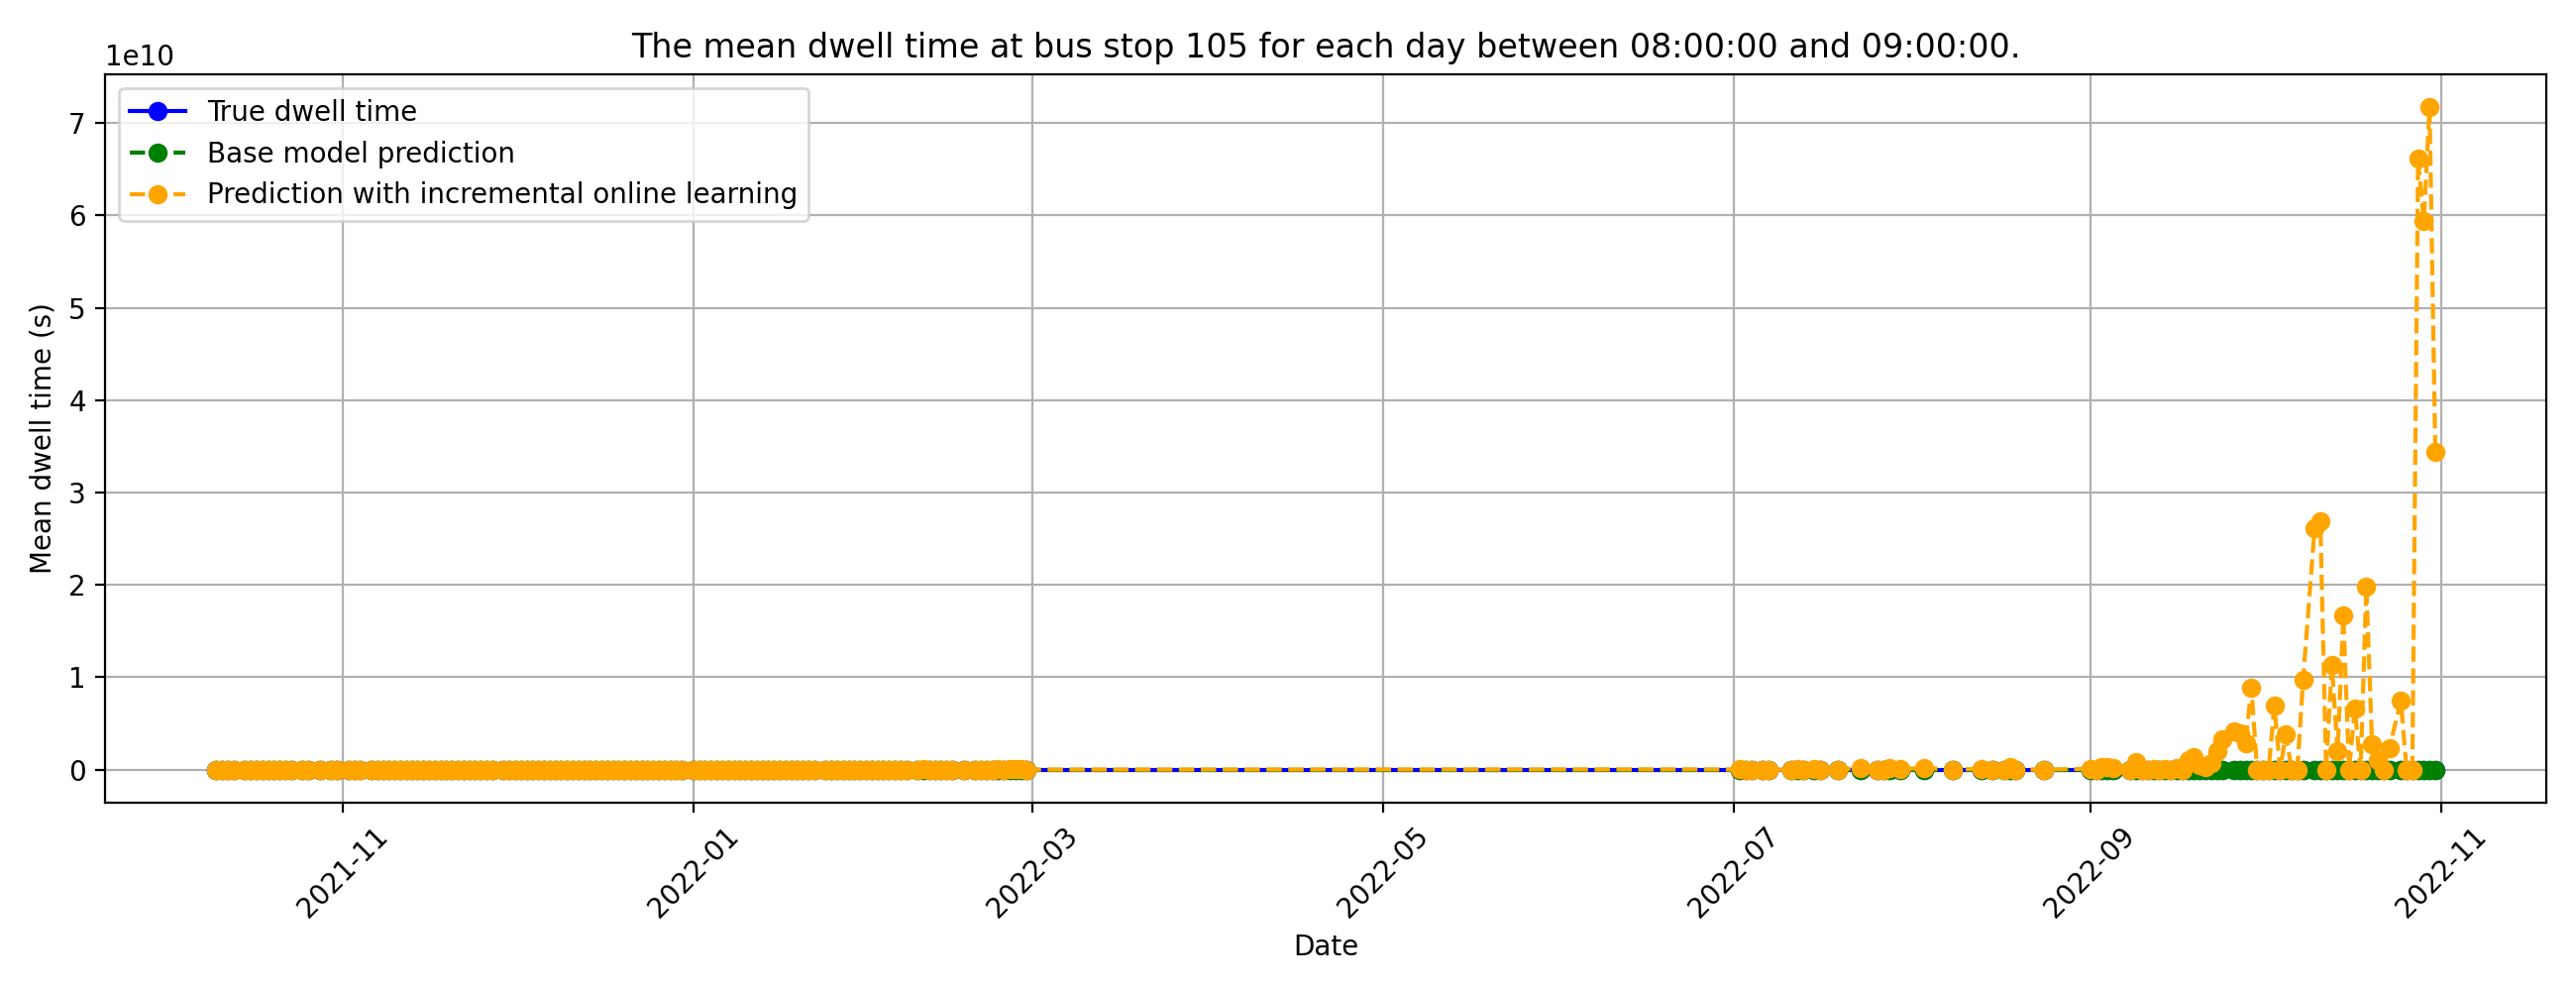 The mean dwell time at bus stop 105 for each day between 08:00:00 and 09:00:00.
1e10
True dwell time
Base model prediction
Prediction with incremental online learning
Mean dwell time (s)
7
6
5
4
3
2
1
0
2021-11
2022-01
2022-03
2022-05
2022-07
2022-09
2022-11
Date